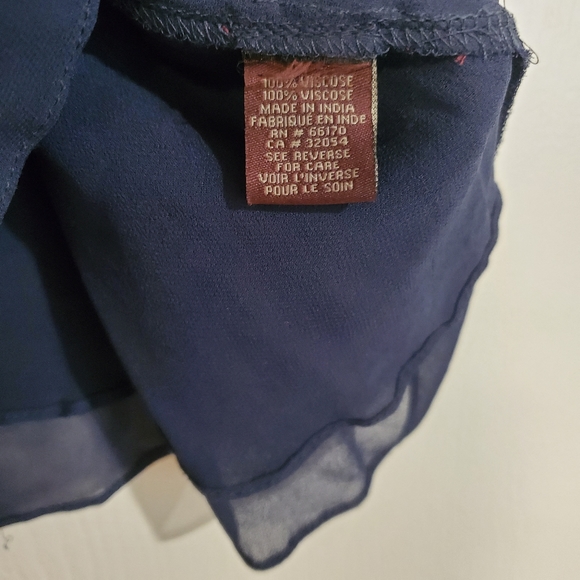 100% VISCOSE
100% VISCOSE
MADE IN INDIA
FABRIQUÉ EN INDE
RN # 66170
CA # 32054
SEE REVERSE
FOR CARE
VOIR L'INVERSE
POUR LE SOIN